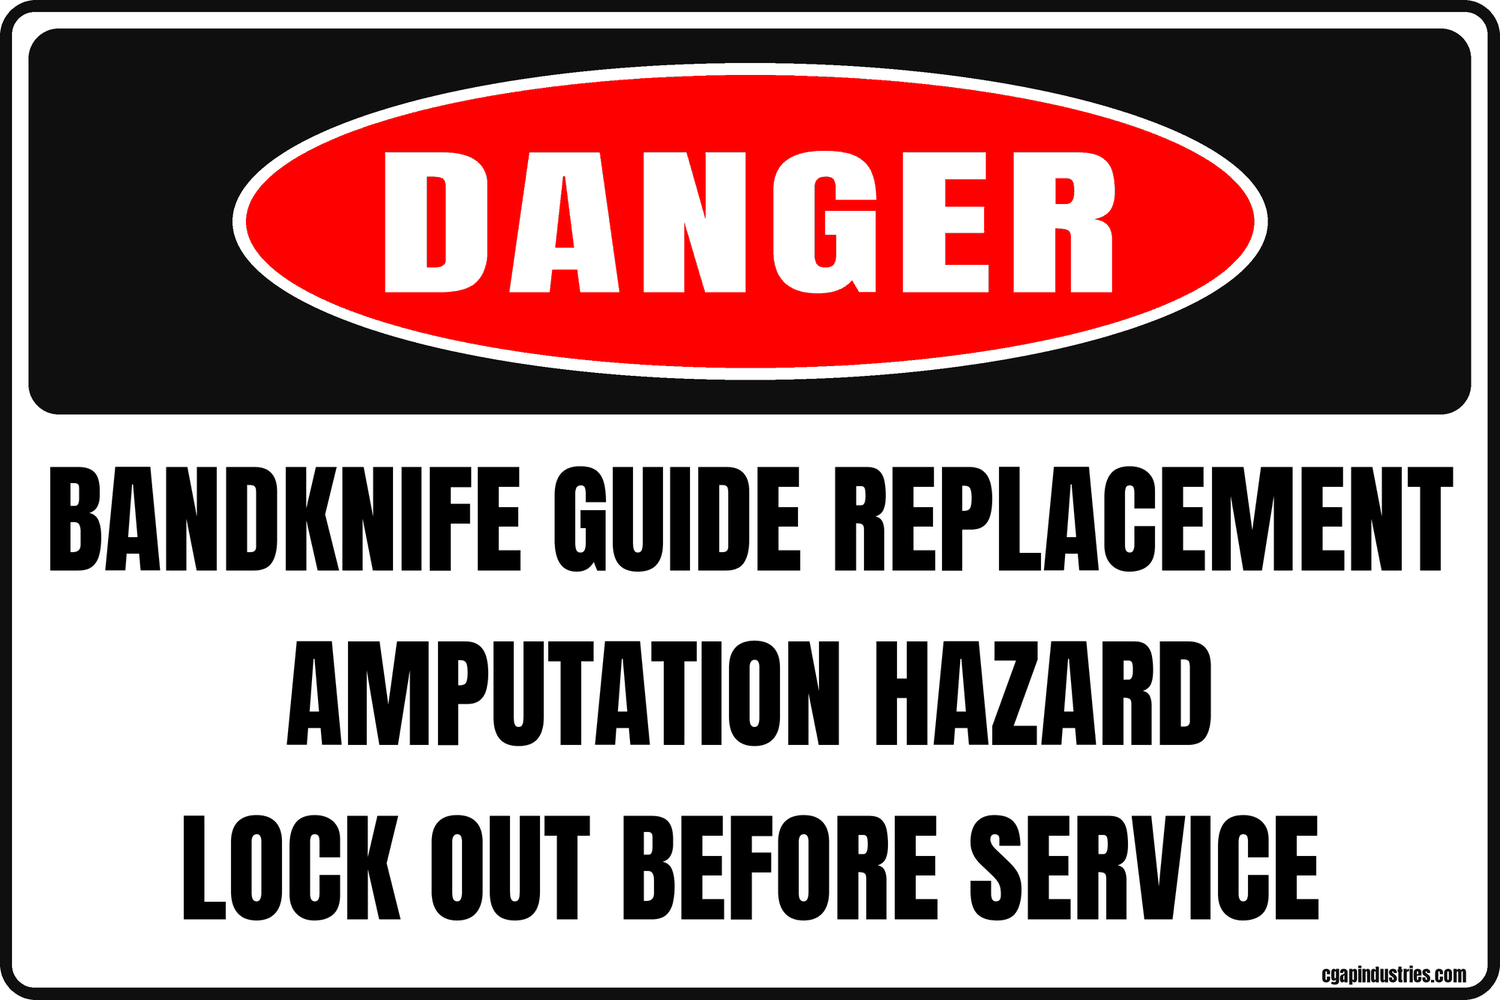 DANGER
BANDKNIFE GUIDE REPLACEMENT
AMPUTATION HAZARD
LOCK OUT BEFORE SERVICE
cgapindustries.com